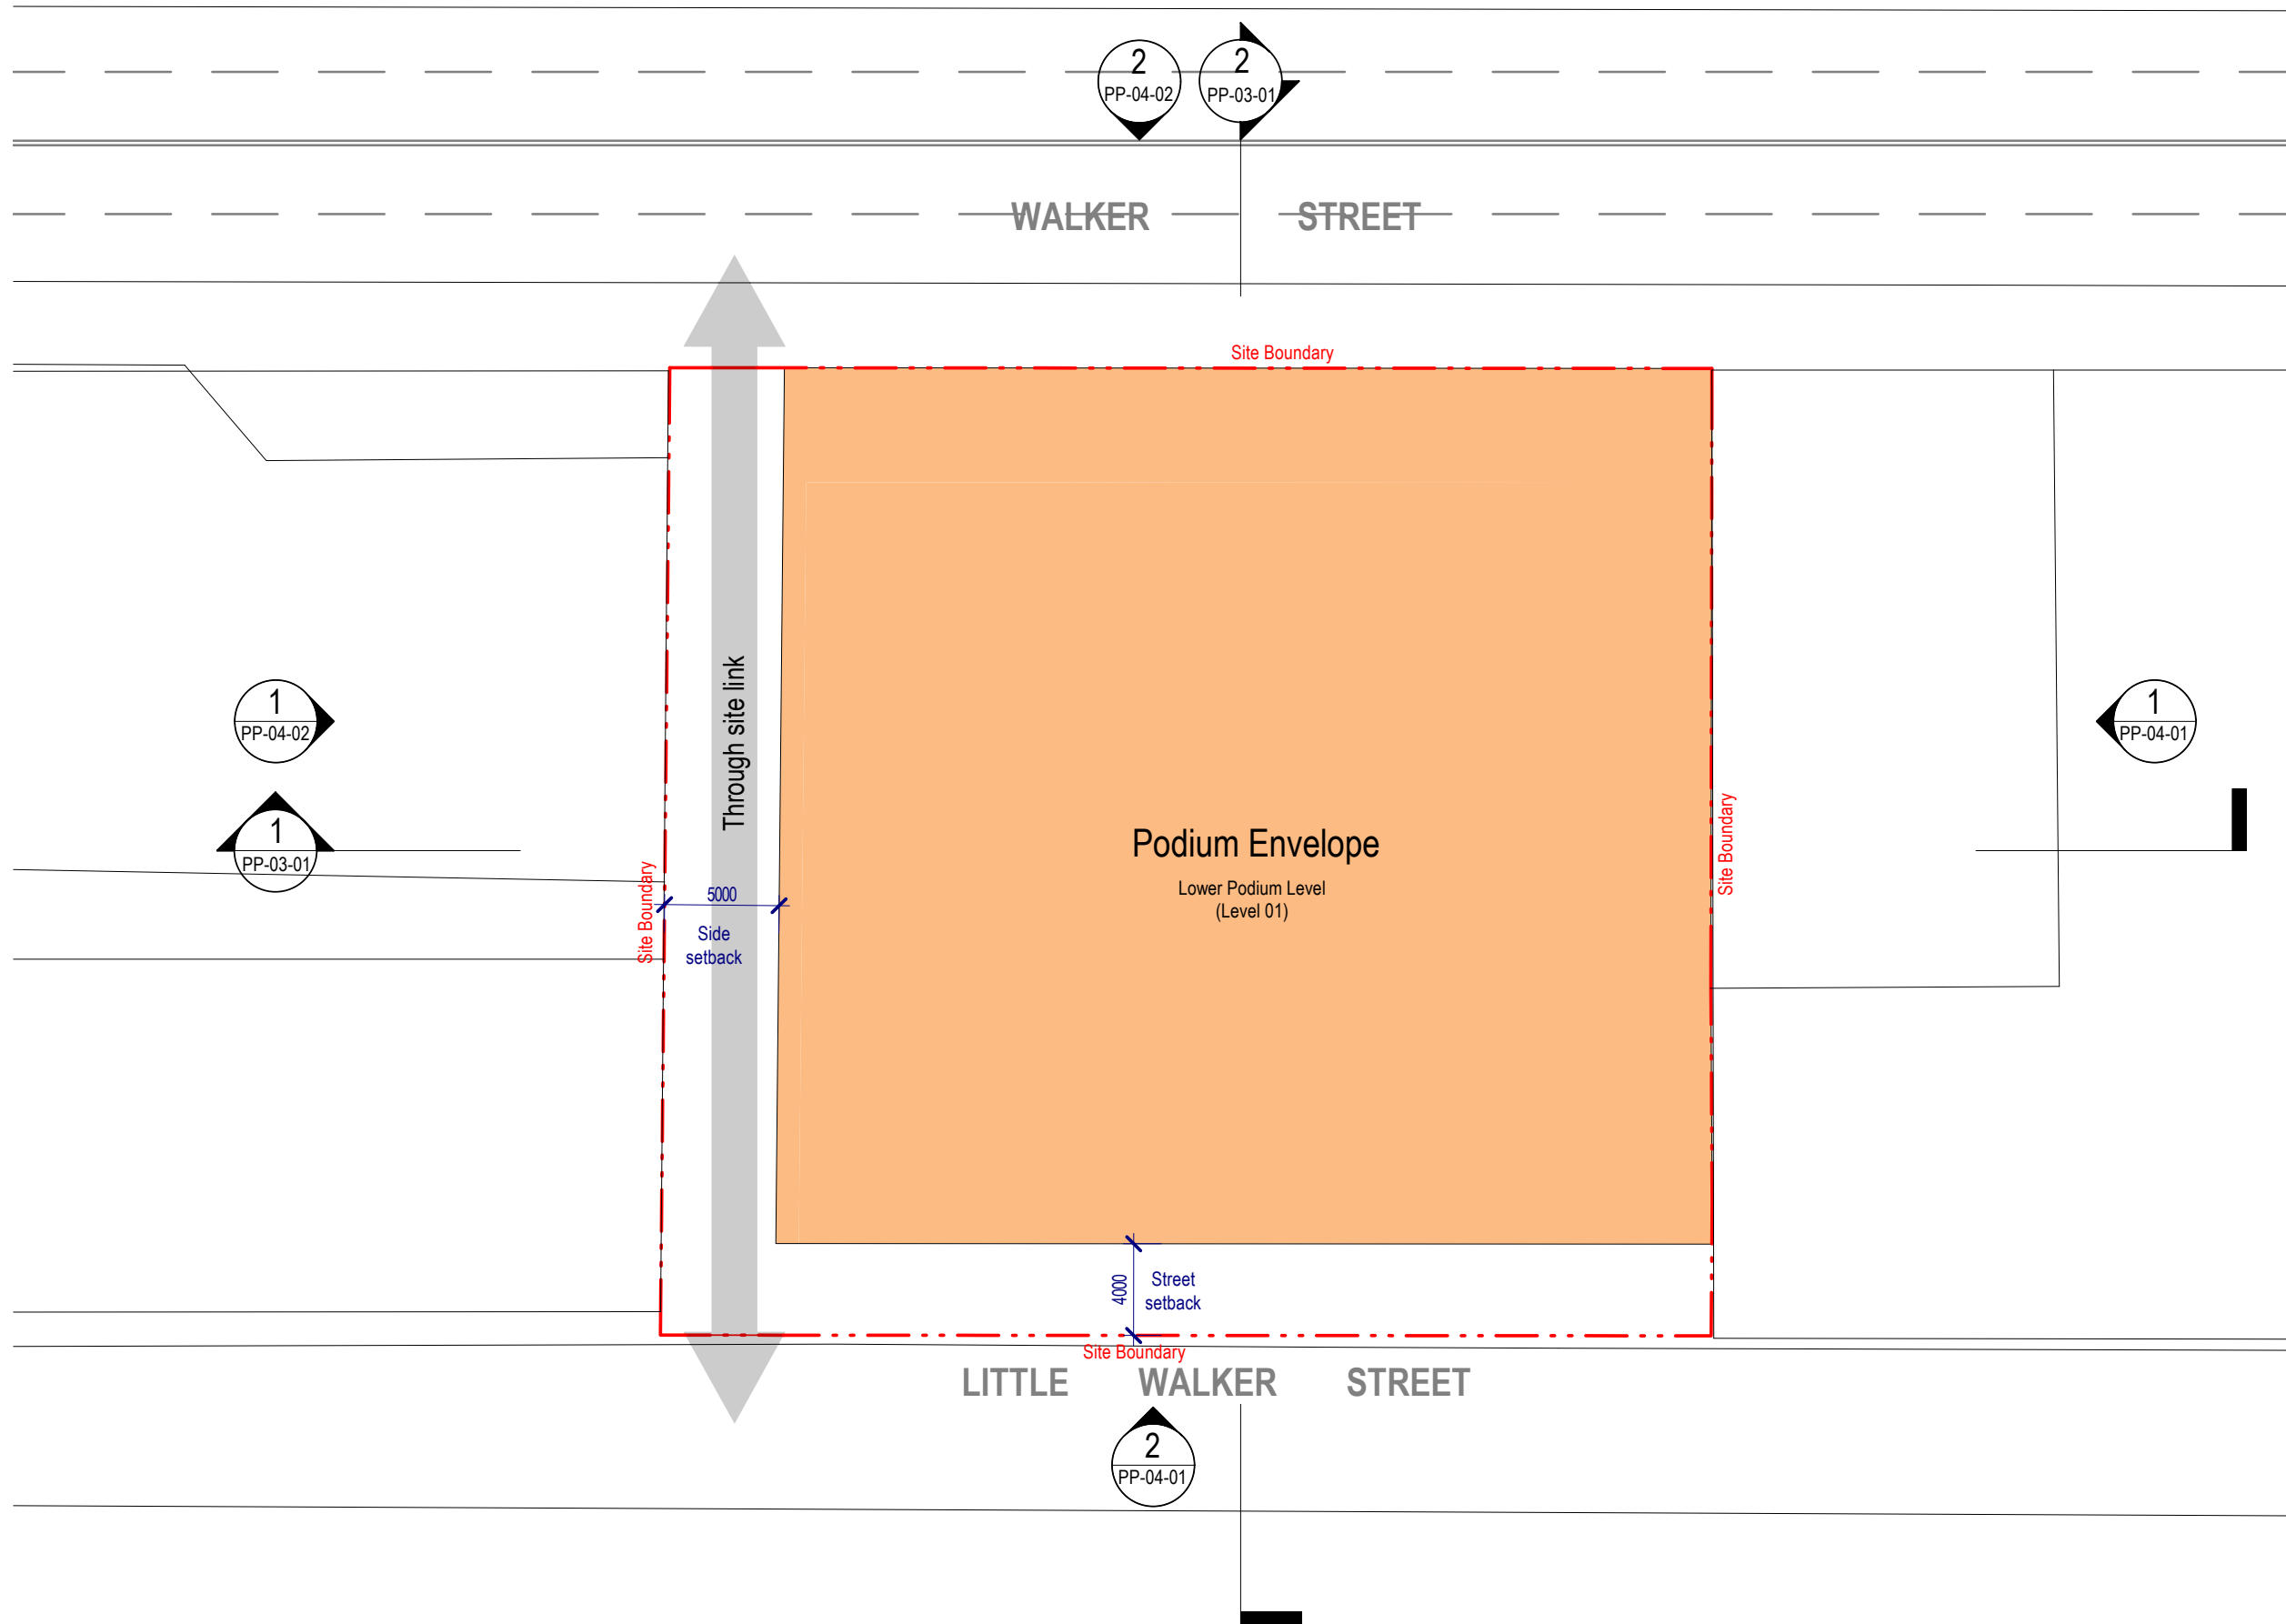 2
PP-04-02
2
PP-03-01
WALKER STREET
Site Boundary
Through site link
1
PP-04-02
1
PP-04-01
1
PP-03-01
Podium Envelope
Lower Podium Level
(Level 01)
Site Boundary
Site Boundary
5000
Side
setback
4000
Street
setback
Site Boundary
LITTLE WALKER STREET
2
PP-04-01